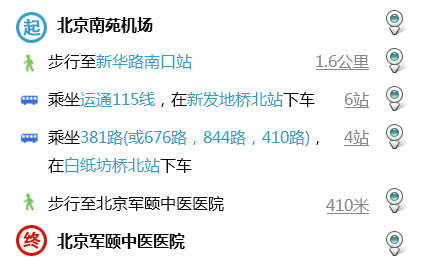 起 北京南苑机场
步行至新华路南口站 1.6公里
乘坐运通115线，在新发地桥北站下车 6站
乘坐381路(或676路，844路，410路)， 4站
在白纸坊桥北站下车
步行至北京军颐中医医院 410米
终 北京军颐中医医院